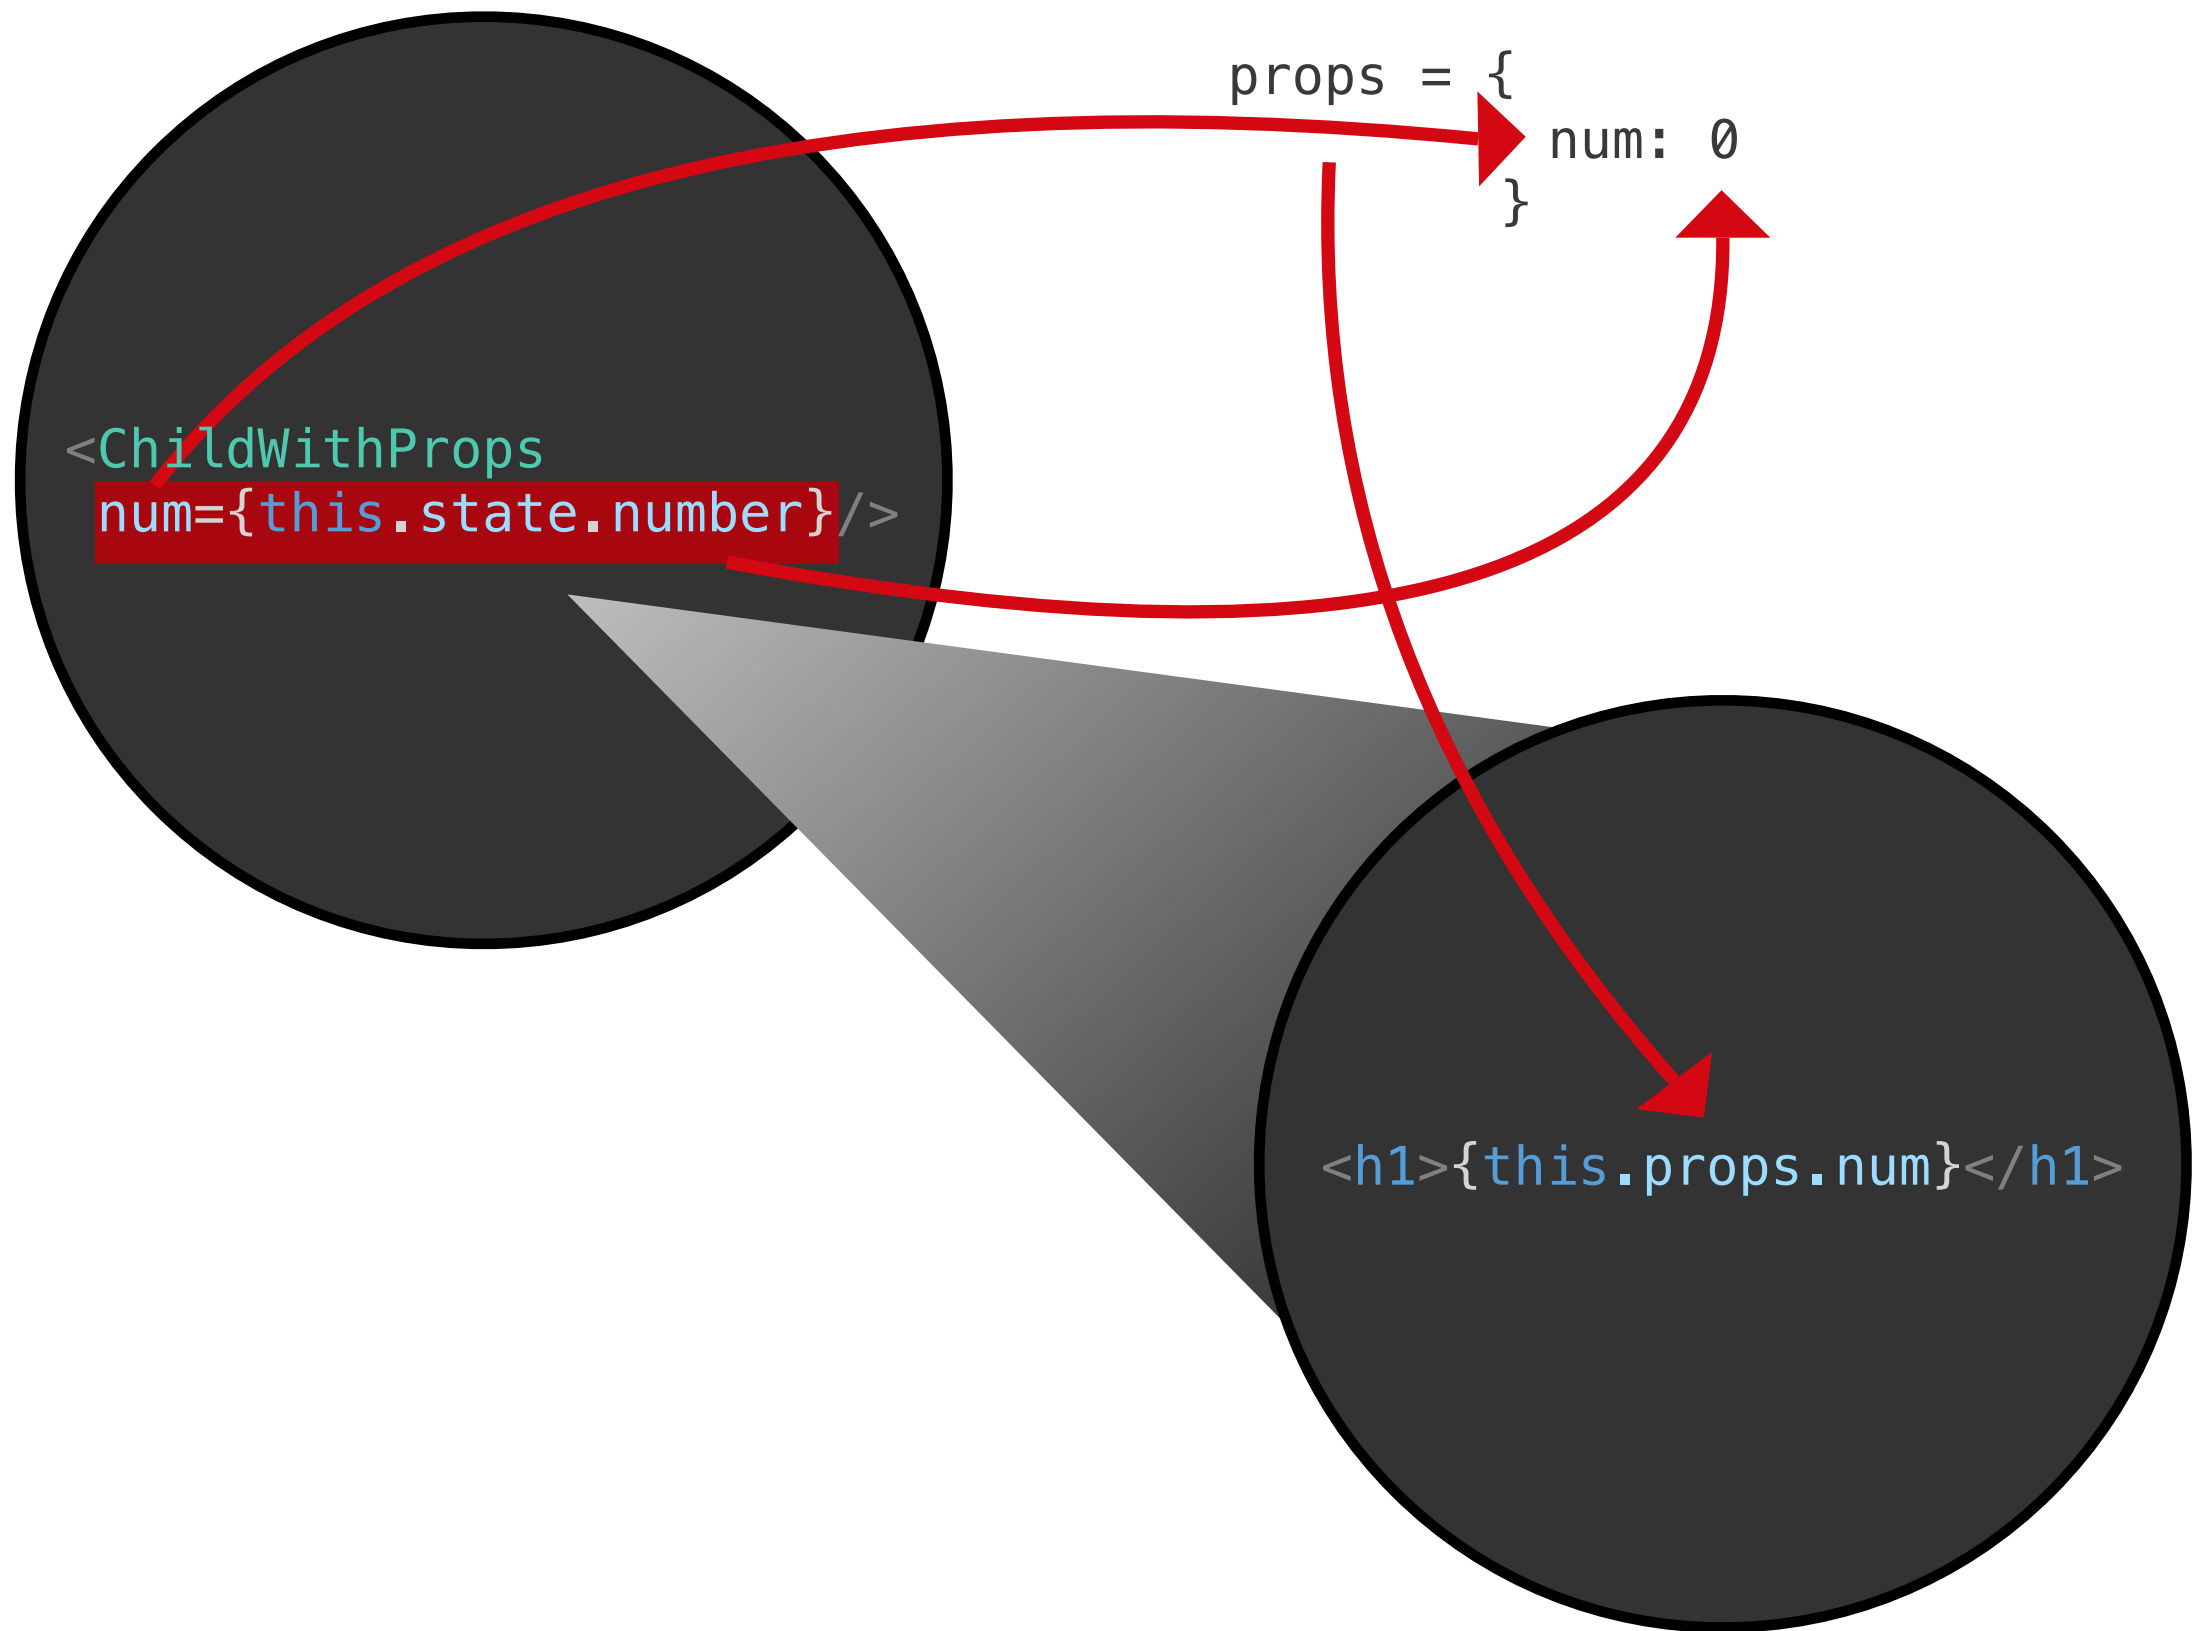 props = {
num: 0
}
<ChildWithProps
num={this.state.number}/>
<h1>{this.props.num}</h1>